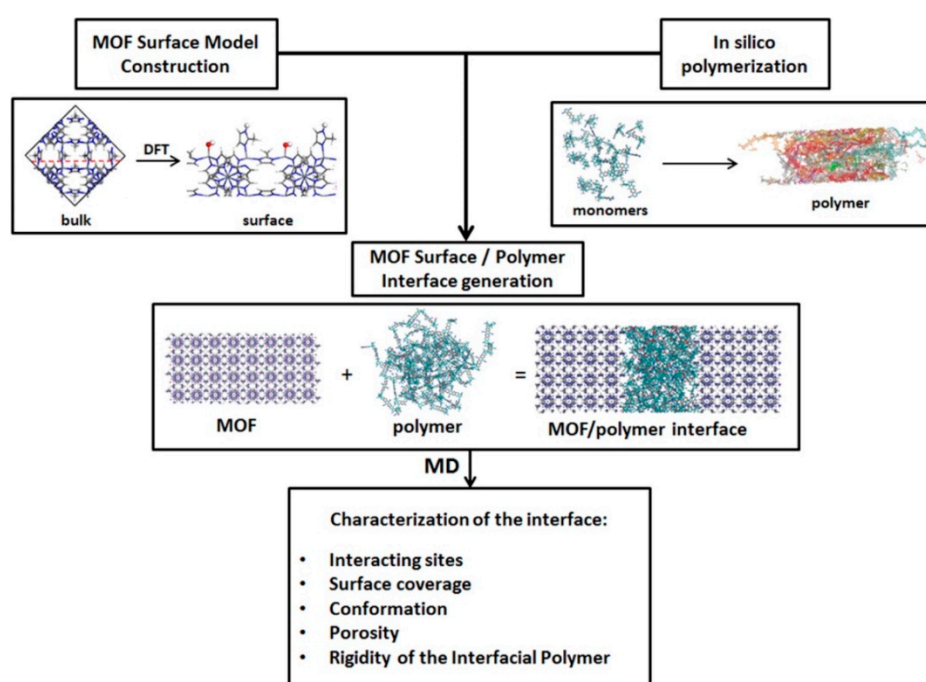 MOF Surface Model
Construction
In silico
polymerization
DFT
bulk
surface
monomers
polymer
MOF Surface / Polymer
Interface generation
+
=
MOF
polymer
MOF/polymer interface
MD
Characterization of the interface:
• Interacting sites
• Surface coverage
• Conformation
• Porosity
• Rigidity of the Interfacial Polymer